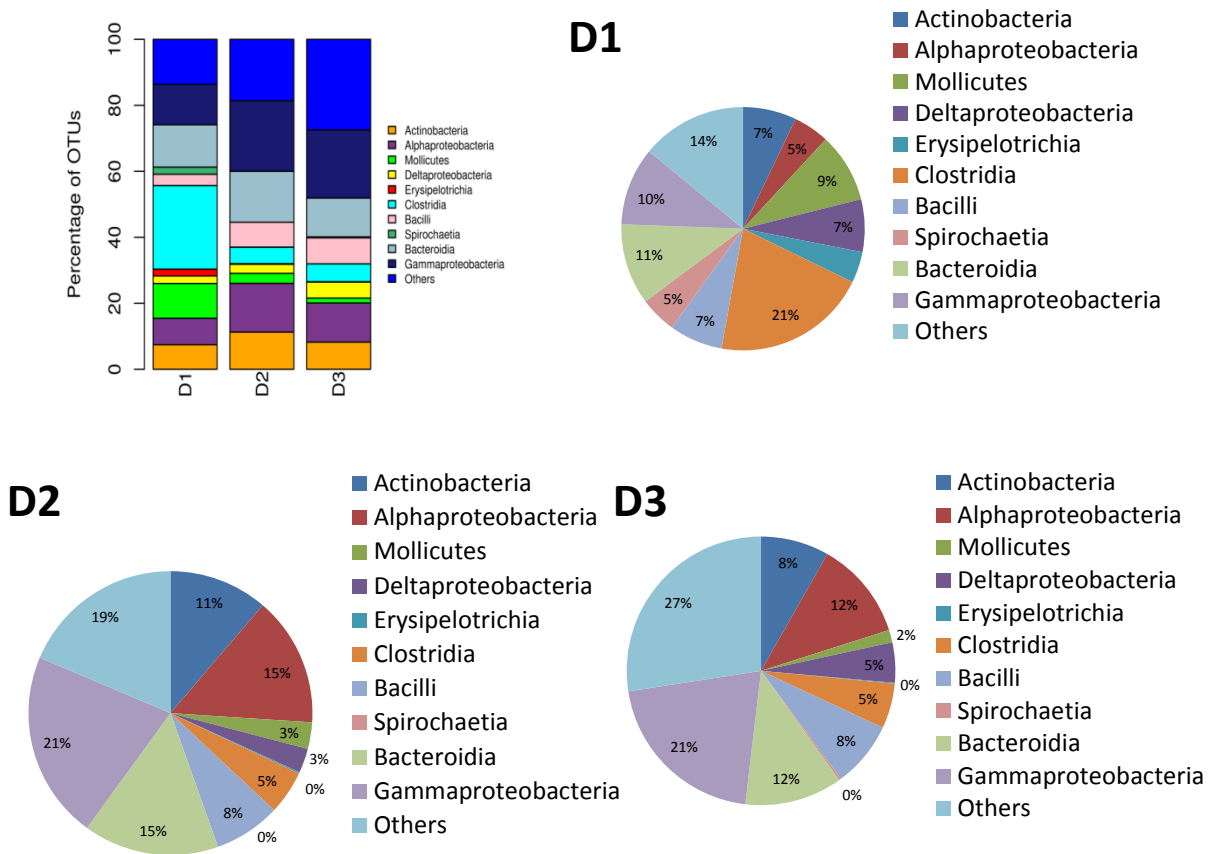 100
80
60
40
20
0
Percentage of OTUs
D1
D2
D3
Actinobacteria
Alphaproteobacteria
Mollicutes
Deltaproteobacteria
Erysipelotrichia
Clostridia
Bacilli
Spirochaetia
Bacteroidia
Gammaproteobacteria
Others
D1
7%
5%
9%
7%
21%
7%
5%
11%
10%
14%
Actinobacteria
Alphaproteobacteria
Mollicutes
Deltaproteobacteria
Erysipelotrichia
Clostridia
Bacilli
Spirochaetia
Bacteroidia
Gammaproteobacteria
Others
D2
11%
15%
3%
3%
0%
5%
8%
0%
15%
21%
19%
Actinobacteria
Alphaproteobacteria
Mollicutes
Deltaproteobacteria
Erysipelotrichia
Clostridia
Bacilli
Spirochaetia
Bacteroidia
Gammaproteobacteria
Others
D3
8%
12%
2%
5%
0%
5%
8%
0%
12%
21%
27%
Actinobacteria
Alphaproteobacteria
Mollicutes
Deltaproteobacteria
Erysipelotrichia
Clostridia
Bacilli
Spirochaetia
Bacteroidia
Gammaproteobacteria
Others